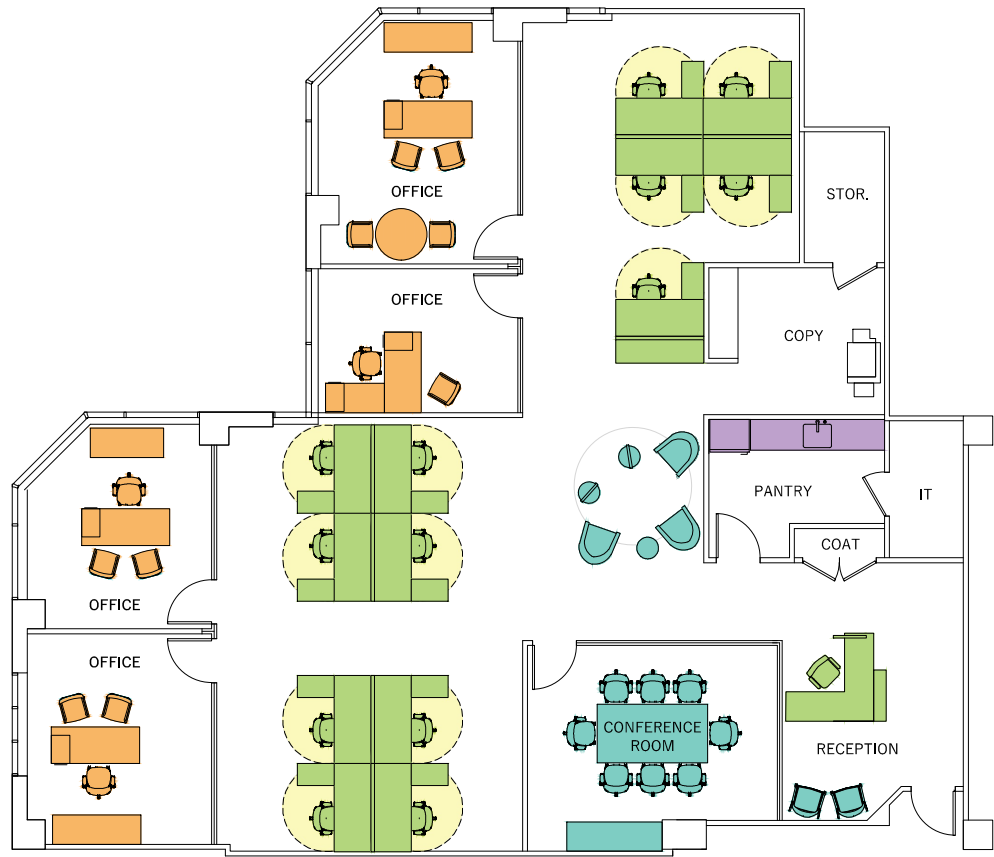 OFFICE
STOR.
OFFICE
COPY
PANTRY
IT
COAT
OFFICE
OFFICE
CONFERENCE
ROOM
RECEPTION